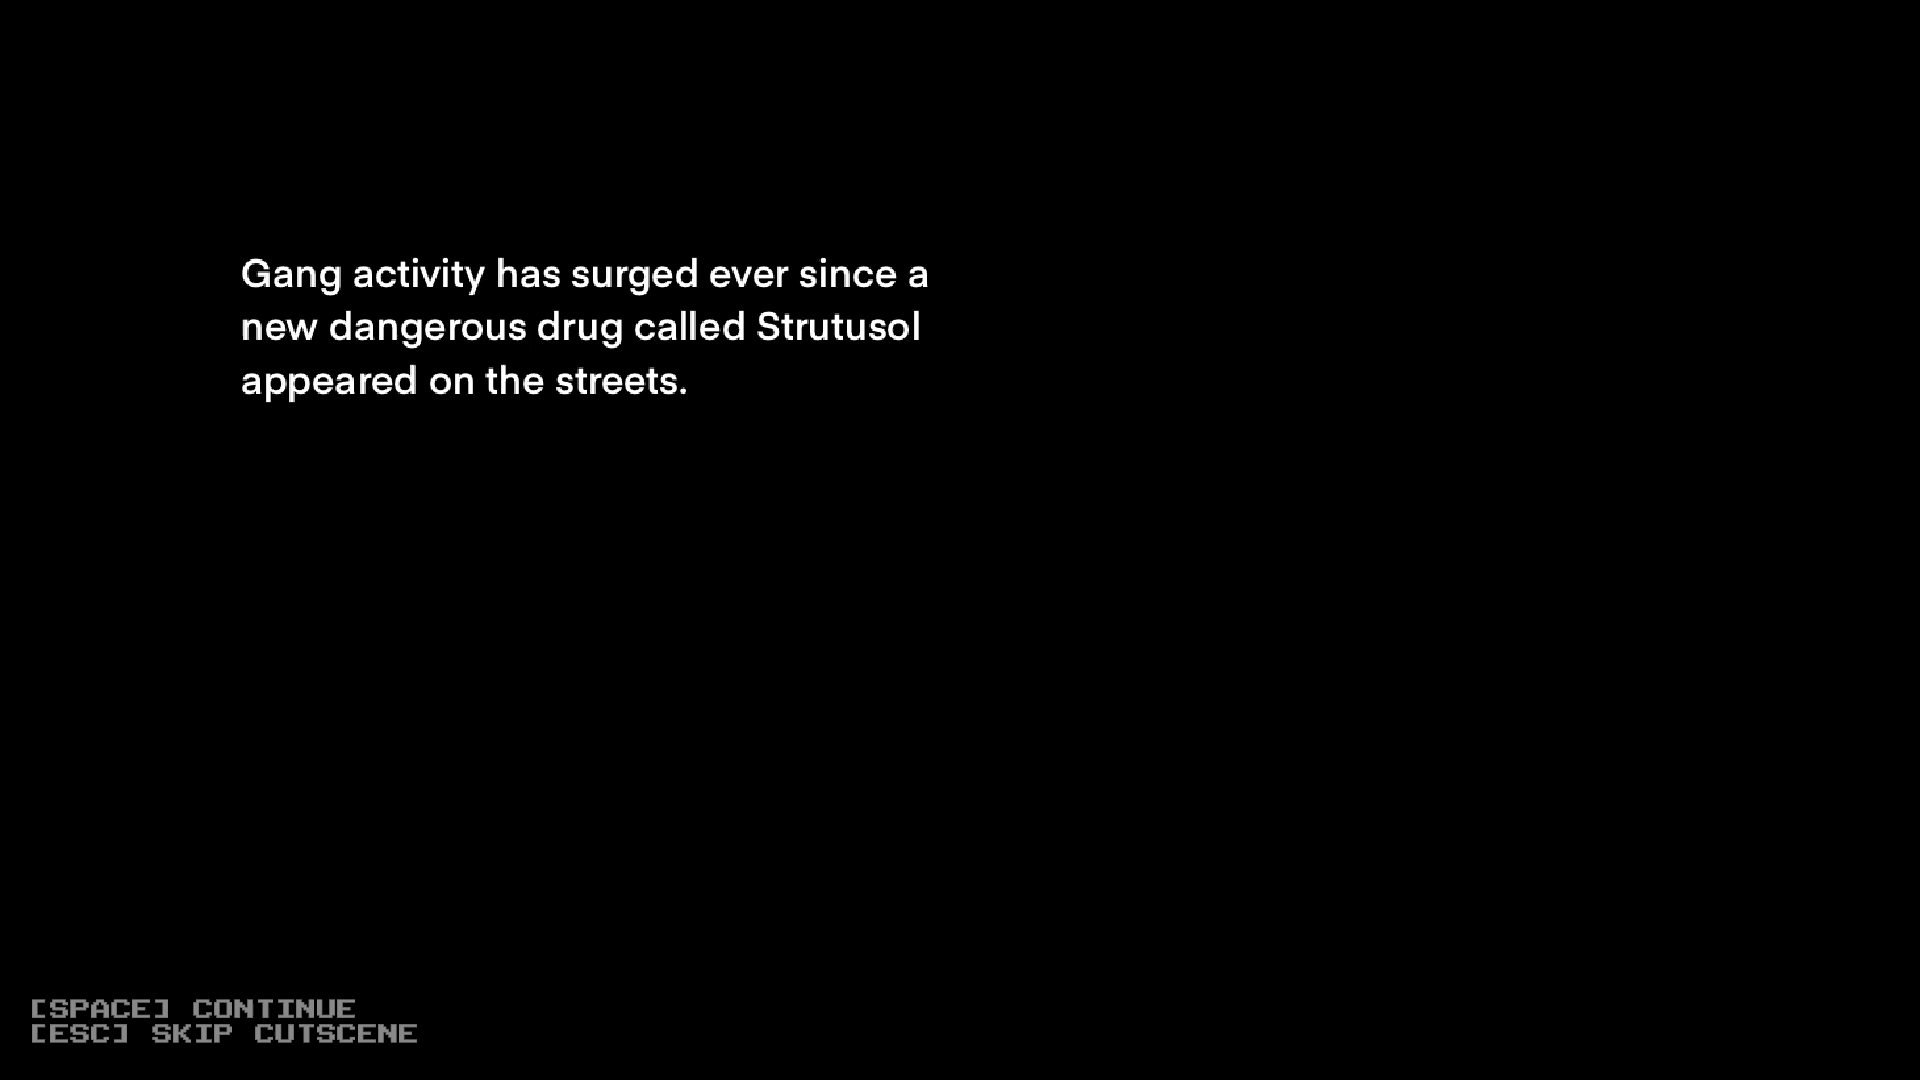 Gang activity has surged ever since a
new dangerous drug called Strutusol
appeared on the streets.
[SPACE] CONTINUE
[ESC] SKIP CUTSCENE